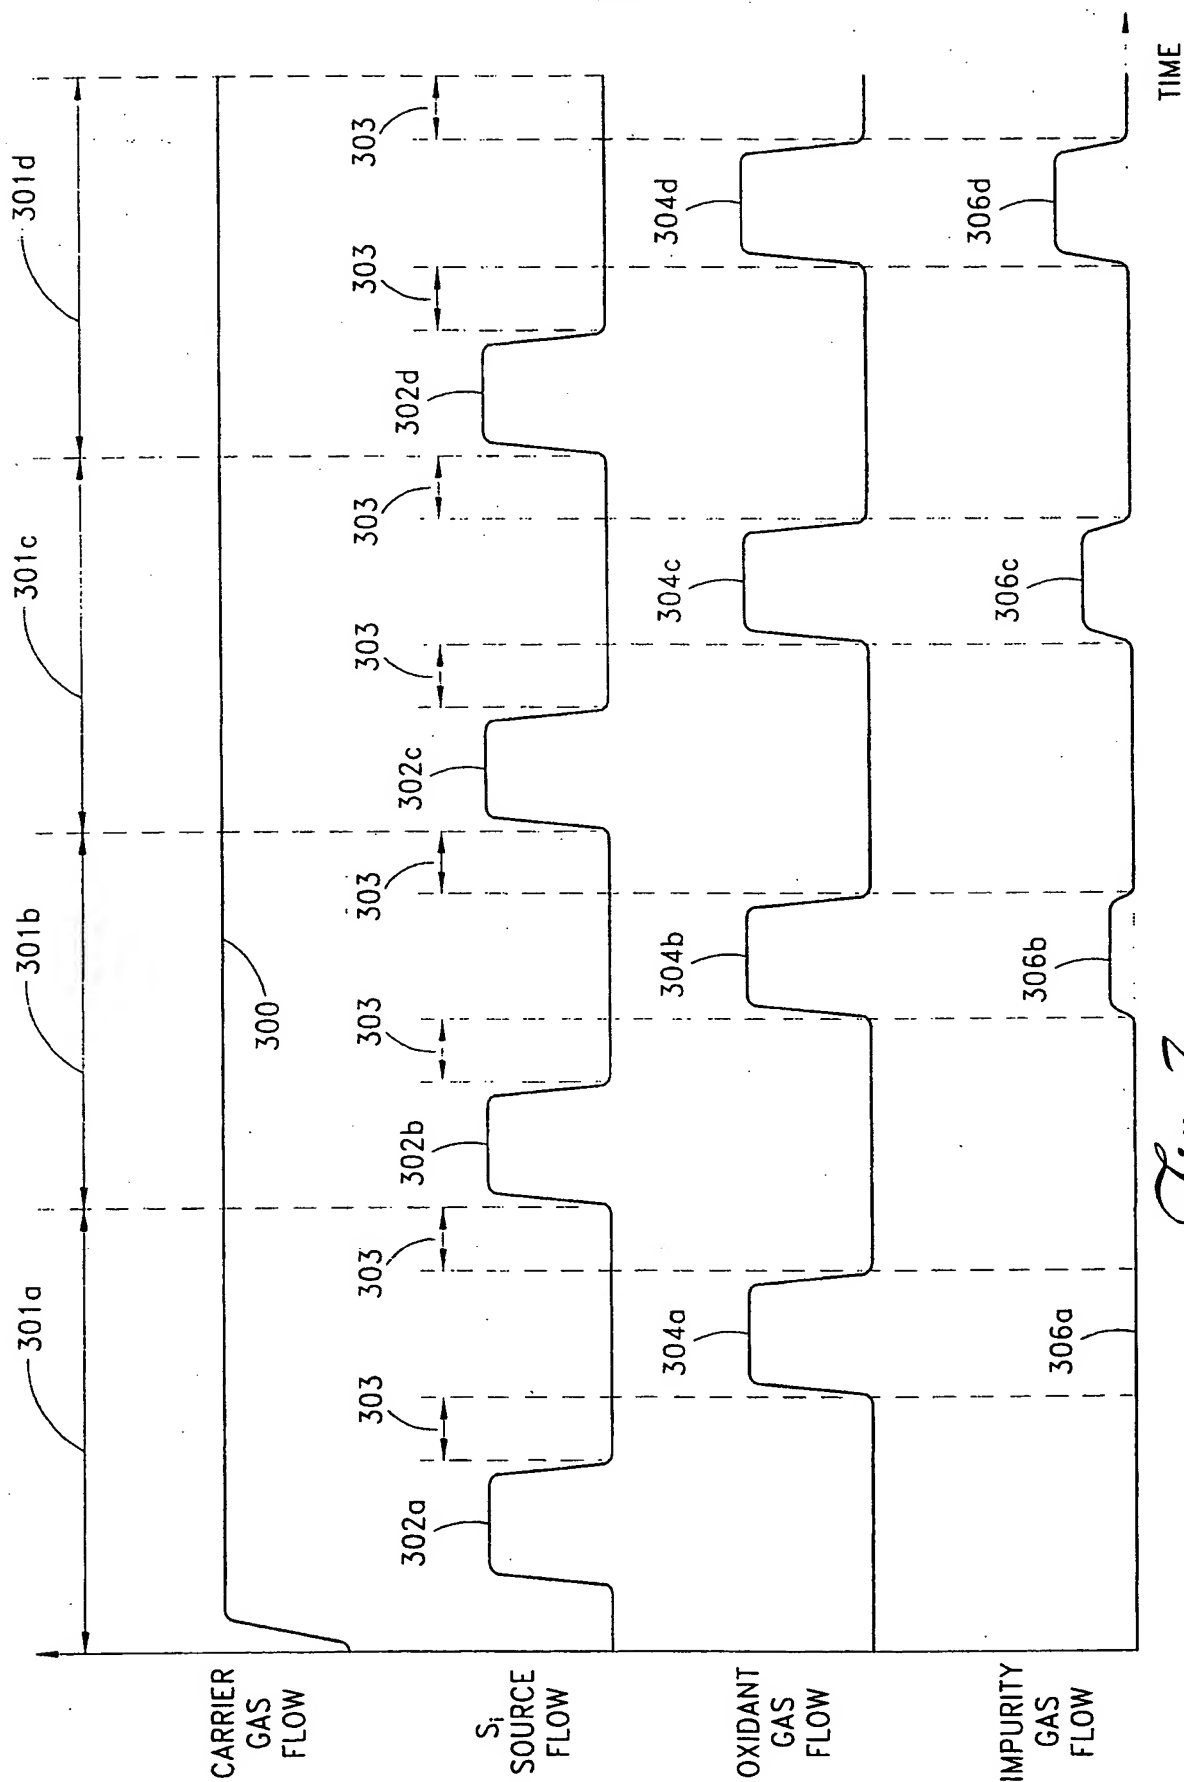 301a
301b
301c
301d
CARRIER
GAS
FLOW
300
303
303
303
303
303
303
303
303
302a
302b
302c
302d
Si
SOURCE
FLOW
304a
304b
304c
304d
OXIDANT
GAS
FLOW
306a
306b
306c
306d
IMPURITY
GAS
FLOW
TIME